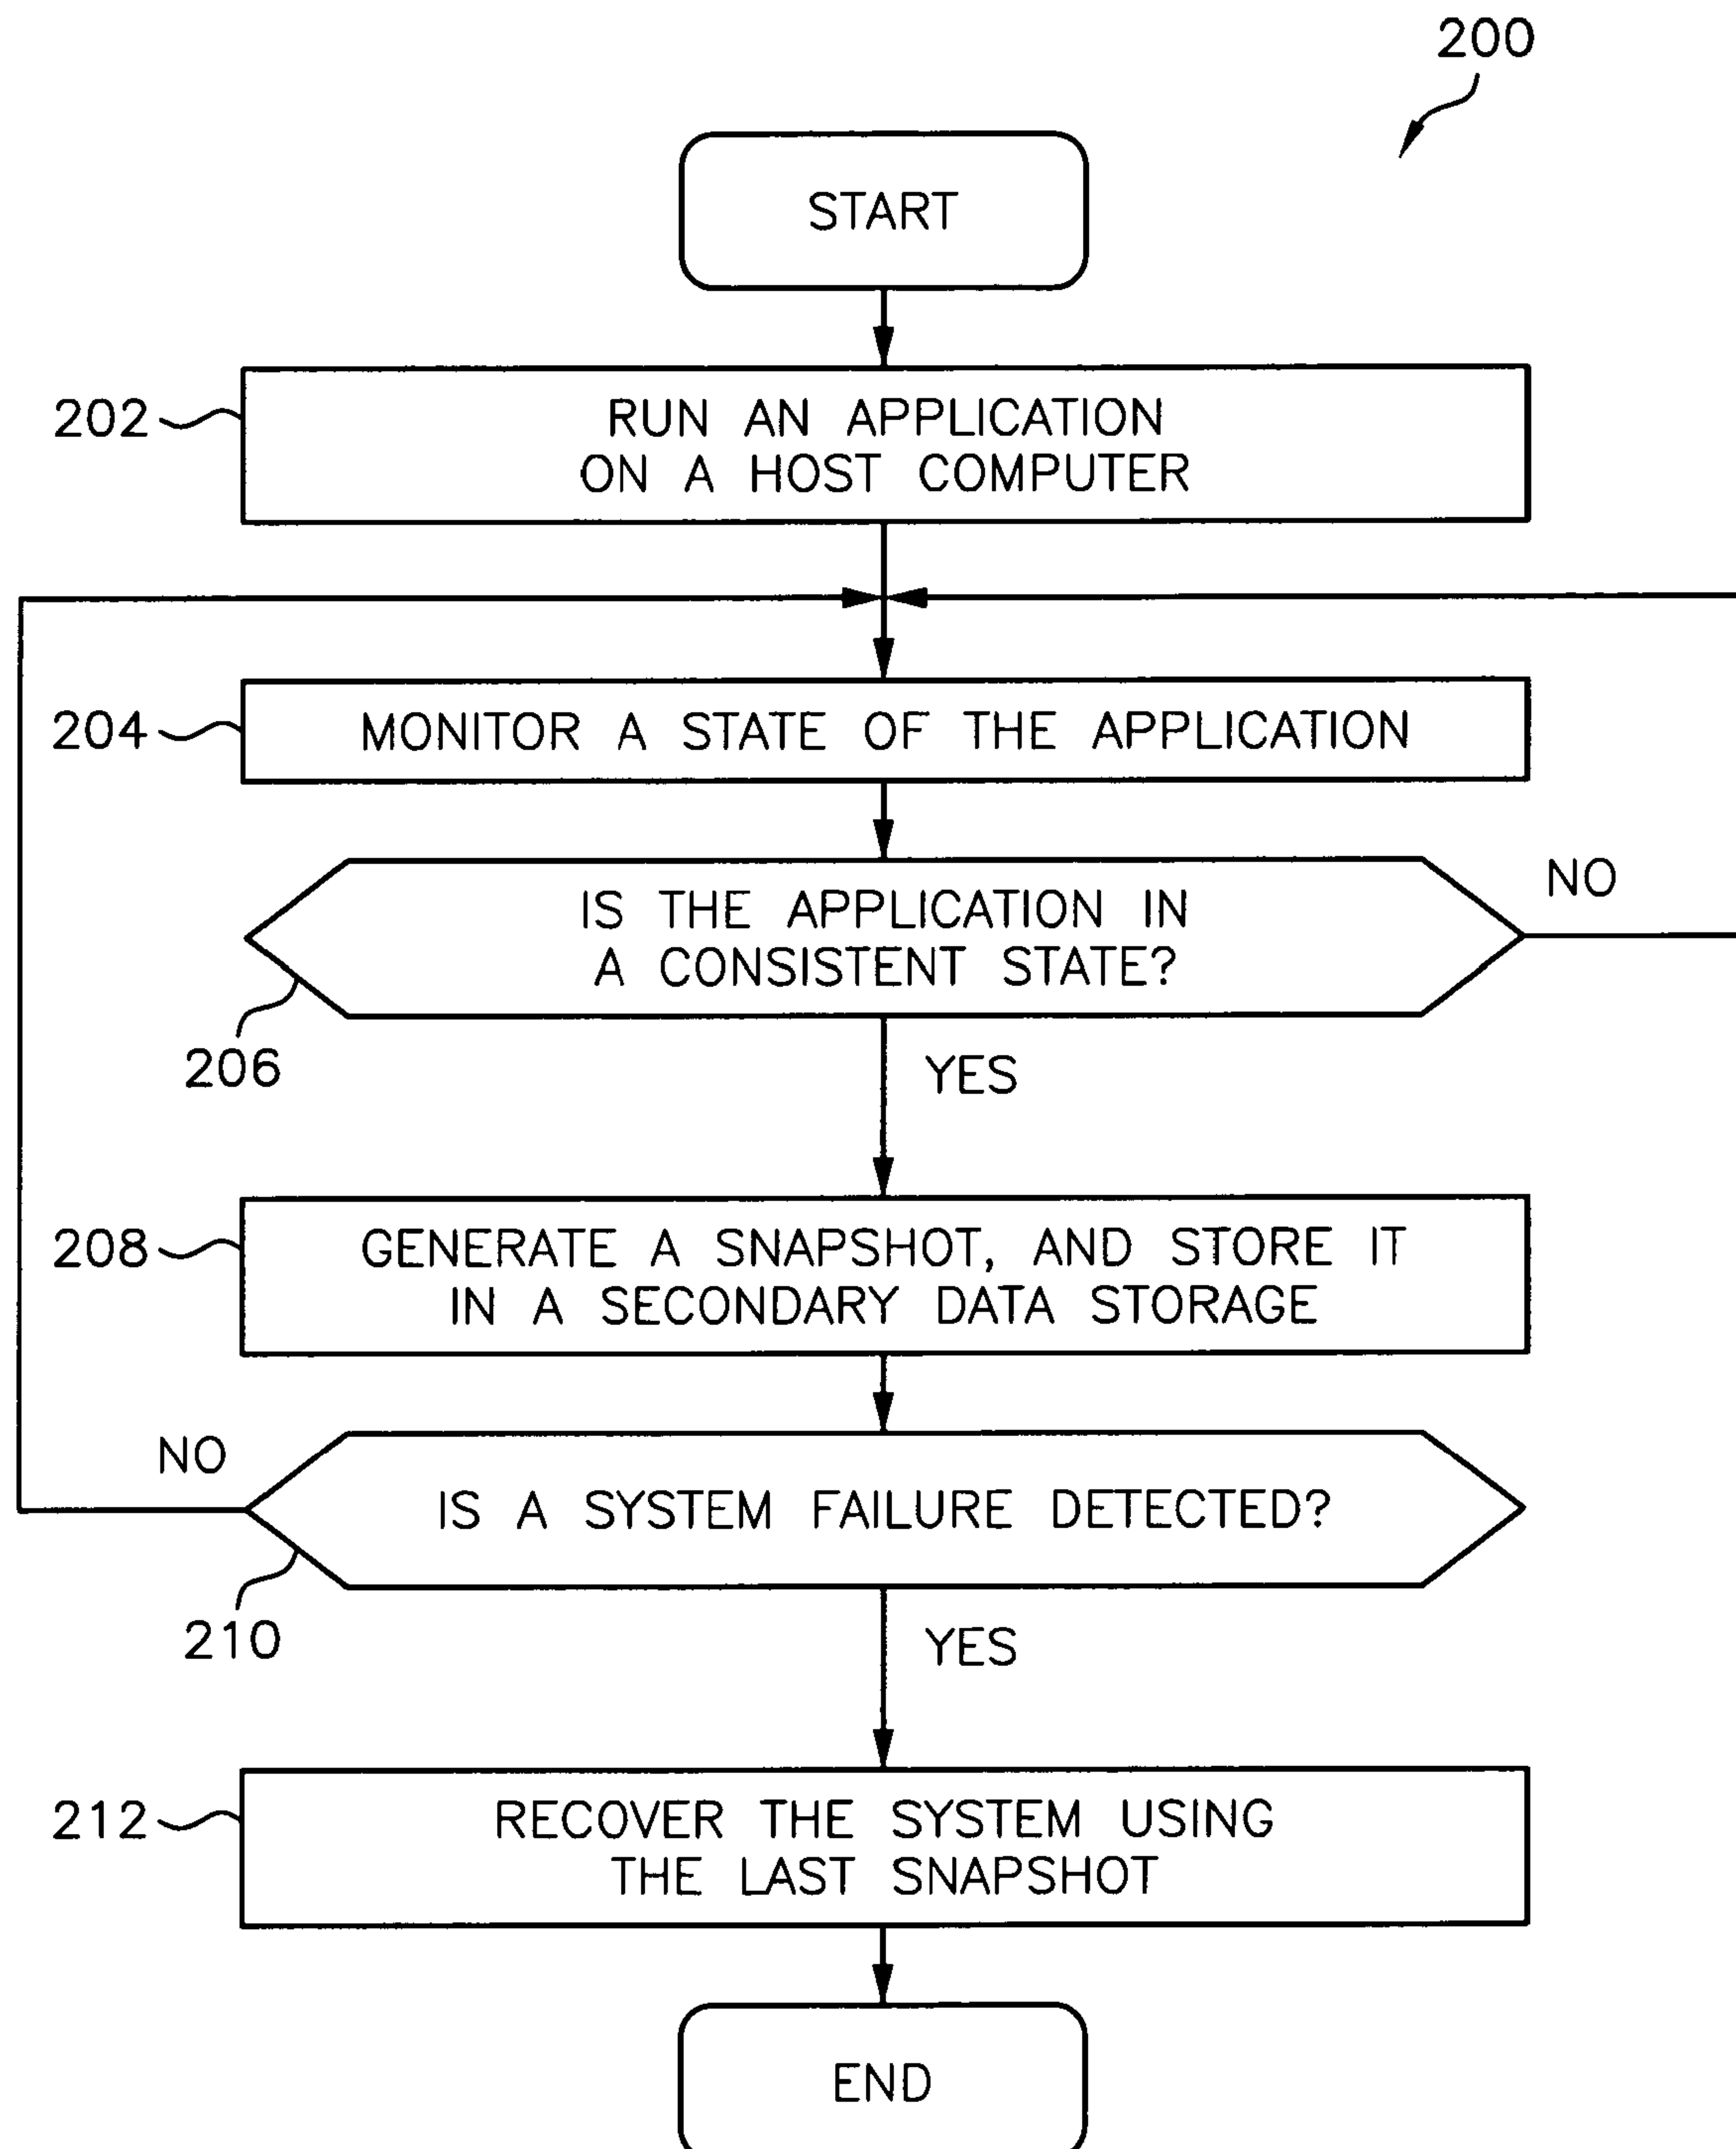 200
START
202
RUN AN APPLICATION
ON A HOST COMPUTER
204
MONITOR A STATE OF THE APPLICATION
IS THE APPLICATION IN
A CONSISTENT STATE?
NO
206
YES
208
GENERATE A SNAPSHOT, AND STORE IT
IN A SECONDARY DATA STORAGE
NO
IS A SYSTEM FAILURE DETECTED?
210
YES
212
RECOVER THE SYSTEM USING
THE LAST SNAPSHOT
END